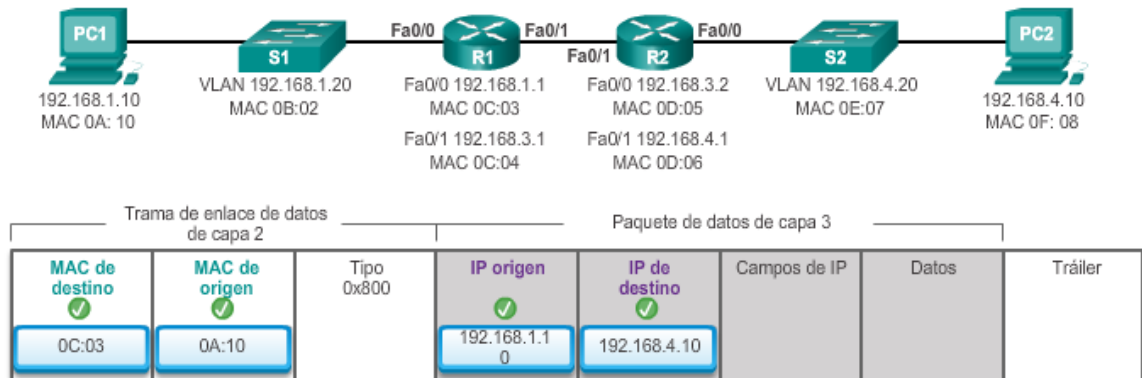 PC1
192.168.1.10
MAC 0A: 10
S1
VLAN 192.168.1.20
MAC 0B:02
Fa0/0
Fa0/1
R1
Fa0/0 192.168.1.1
MAC 0C:03
Fa0/1 192.168.3.1
MAC 0C:04
Fa0/1
Fa0/0
R2
Fa0/0 192.168.3.2
MAC 0D:05
Fa0/1 192.168.4.1
MAC 0D:06
S2
VLAN 192.168.4.20
MAC 0E:07
PC2
192.168.4.10
MAC 0F: 08
Trama de enlace de datos
de capa 2
Paquete de datos de capa 3
MAC de
destino
0C:03
MAC de
origen
0A:10
Tipo
0x800
IP origen
192.168.1.1
0
IP de
destino
192.168.4.10
Campos de IP
Datos
Tráiler